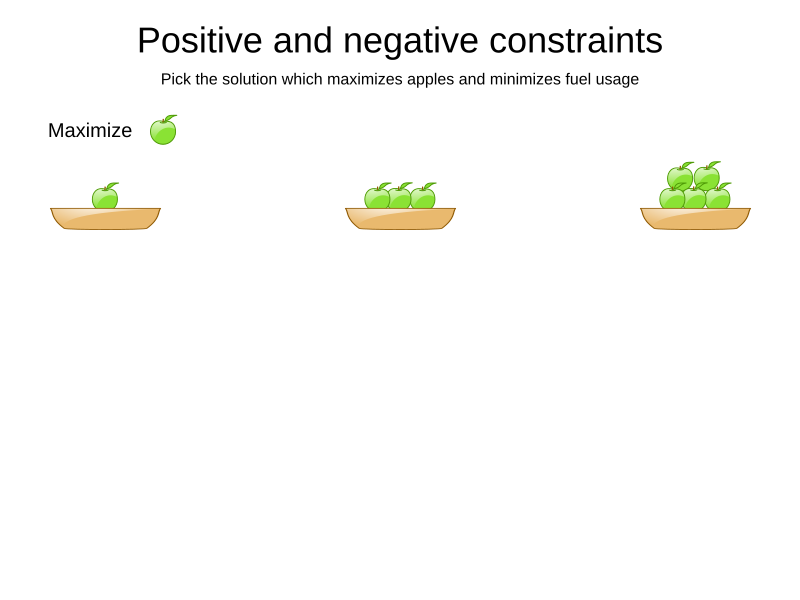 Positive and negative constraints
Pick the solution which maximizes apples and minimizes fuel usage
Maximize